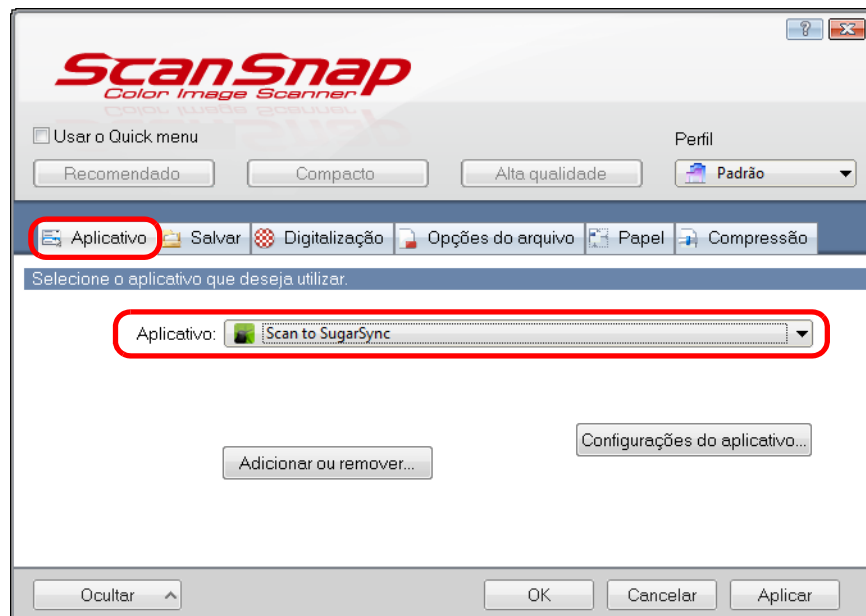 ScanSnap
Color Image Scanner
Usar o Quick menu
Perfil
Recomendado Compacto Alta qualidade Padrão
Aplicativo Salvar Digitalização Opções do arquivo Papel Compressão
Selecione o aplicativo que deseja utilizar.
Aplicativo: Scan to SugarSync
Configurações do aplicativo...
Adicionar ou remover...
Ocultar OK Cancelar Aplicar